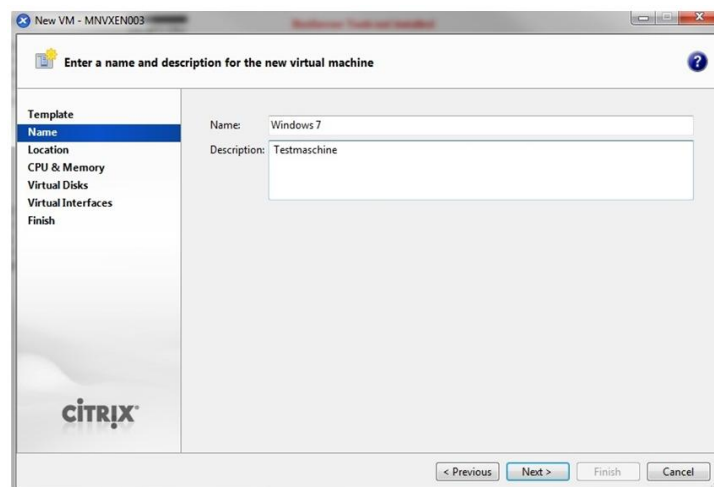 New VM - MNVXEN003
Enter a name and description for the new virtual machine
Template
Name
Location
CPU & Memory
Virtual Disks
Virtual Interfaces
Finish
Name: Windows 7
Description: Testmaschine
CITRIX
< Previous Next > Finish Cancel